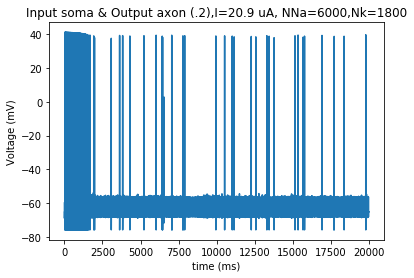 Input soma & Output axon (.2),I=20.9 uA, NNa=6000,Nk=1800
40
20
0
−20
−40
−60
−80
Voltage (mV)
0 2500 5000 7500 10000 12500 15000 17500 20000
time (ms)